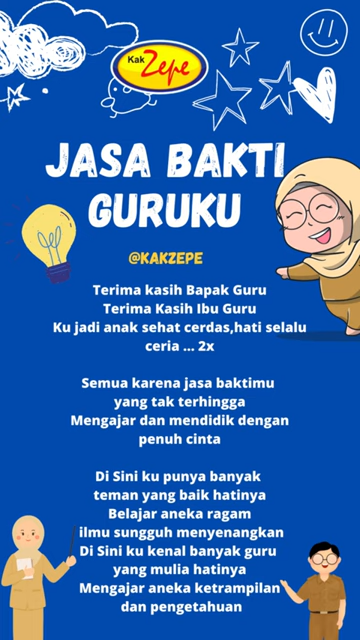 Kak
Zepe
JASA BAKTI
GURUKU
@KAKZEPE
Terima kasih Bapak Guru
Terima Kasih Ibu Guru
Ku jadi anak sehat cerdas,hati selalu
ceria ... 2x
Semua karena jasa baktimu
yang tak terhingga
Mengajar dan mendidik dengan
penuh cinta
Di Sini ku punya banyak
teman yang baik hatinya
Belajar aneka ragam
ilmu sungguh menyenangkan
Di Sini ku kenal banyak guru
yang mulia hatinya
Mengajar aneka ketrampilan
dan pengetahuan